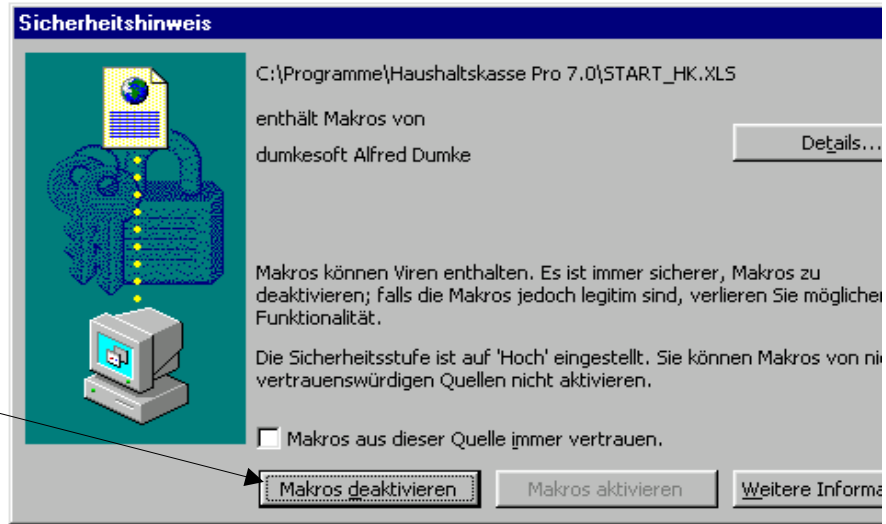 Sicherheitshinweis
C:\Programme\Haushaltskasse Pro 7.0\START_HK.XLS
enthält Makros von
dumkesoft Alfred Dumke
Details...
Makros können Viren enthalten. Es ist immer sicherer, Makros zu
deaktivieren; falls die Makros jedoch legitim sind, verlieren Sie
Funktionalität.
Die Sicherheitsstufe ist auf 'Hoch' eingestellt. Sie können Makros von
vertrauenswürdigen Quellen nicht aktivieren.
Makros aus dieser Quelle immer vertrauen.
Makros deaktivieren
Makros aktivieren
Weitere